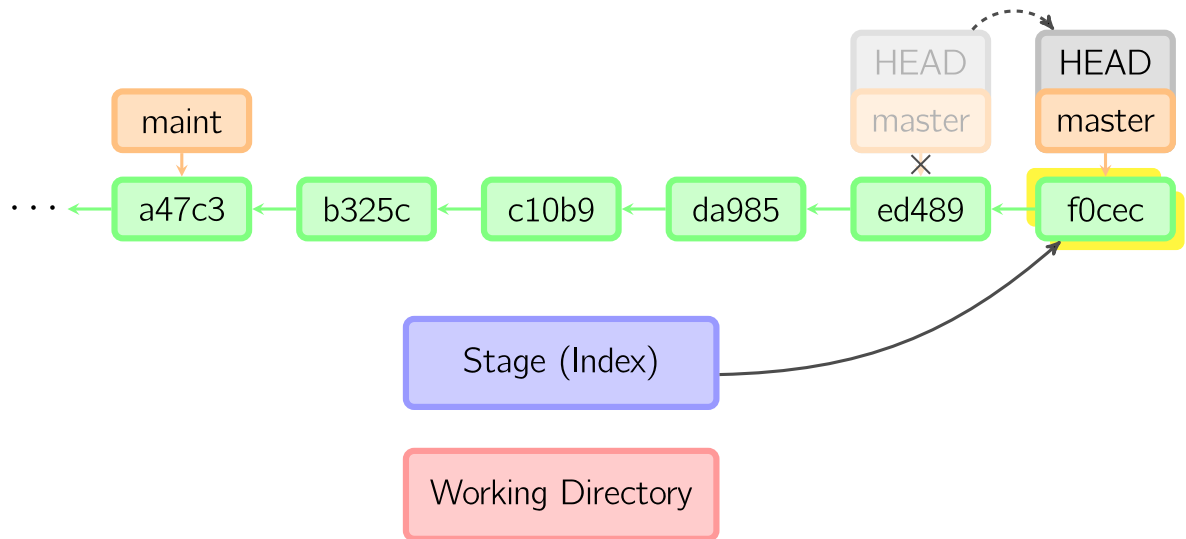 HEAD
HEAD
maint
master
master
...
a47c3
b325c
c10b9
da985
ed489
f0cec
Stage (Index)
Working Directory